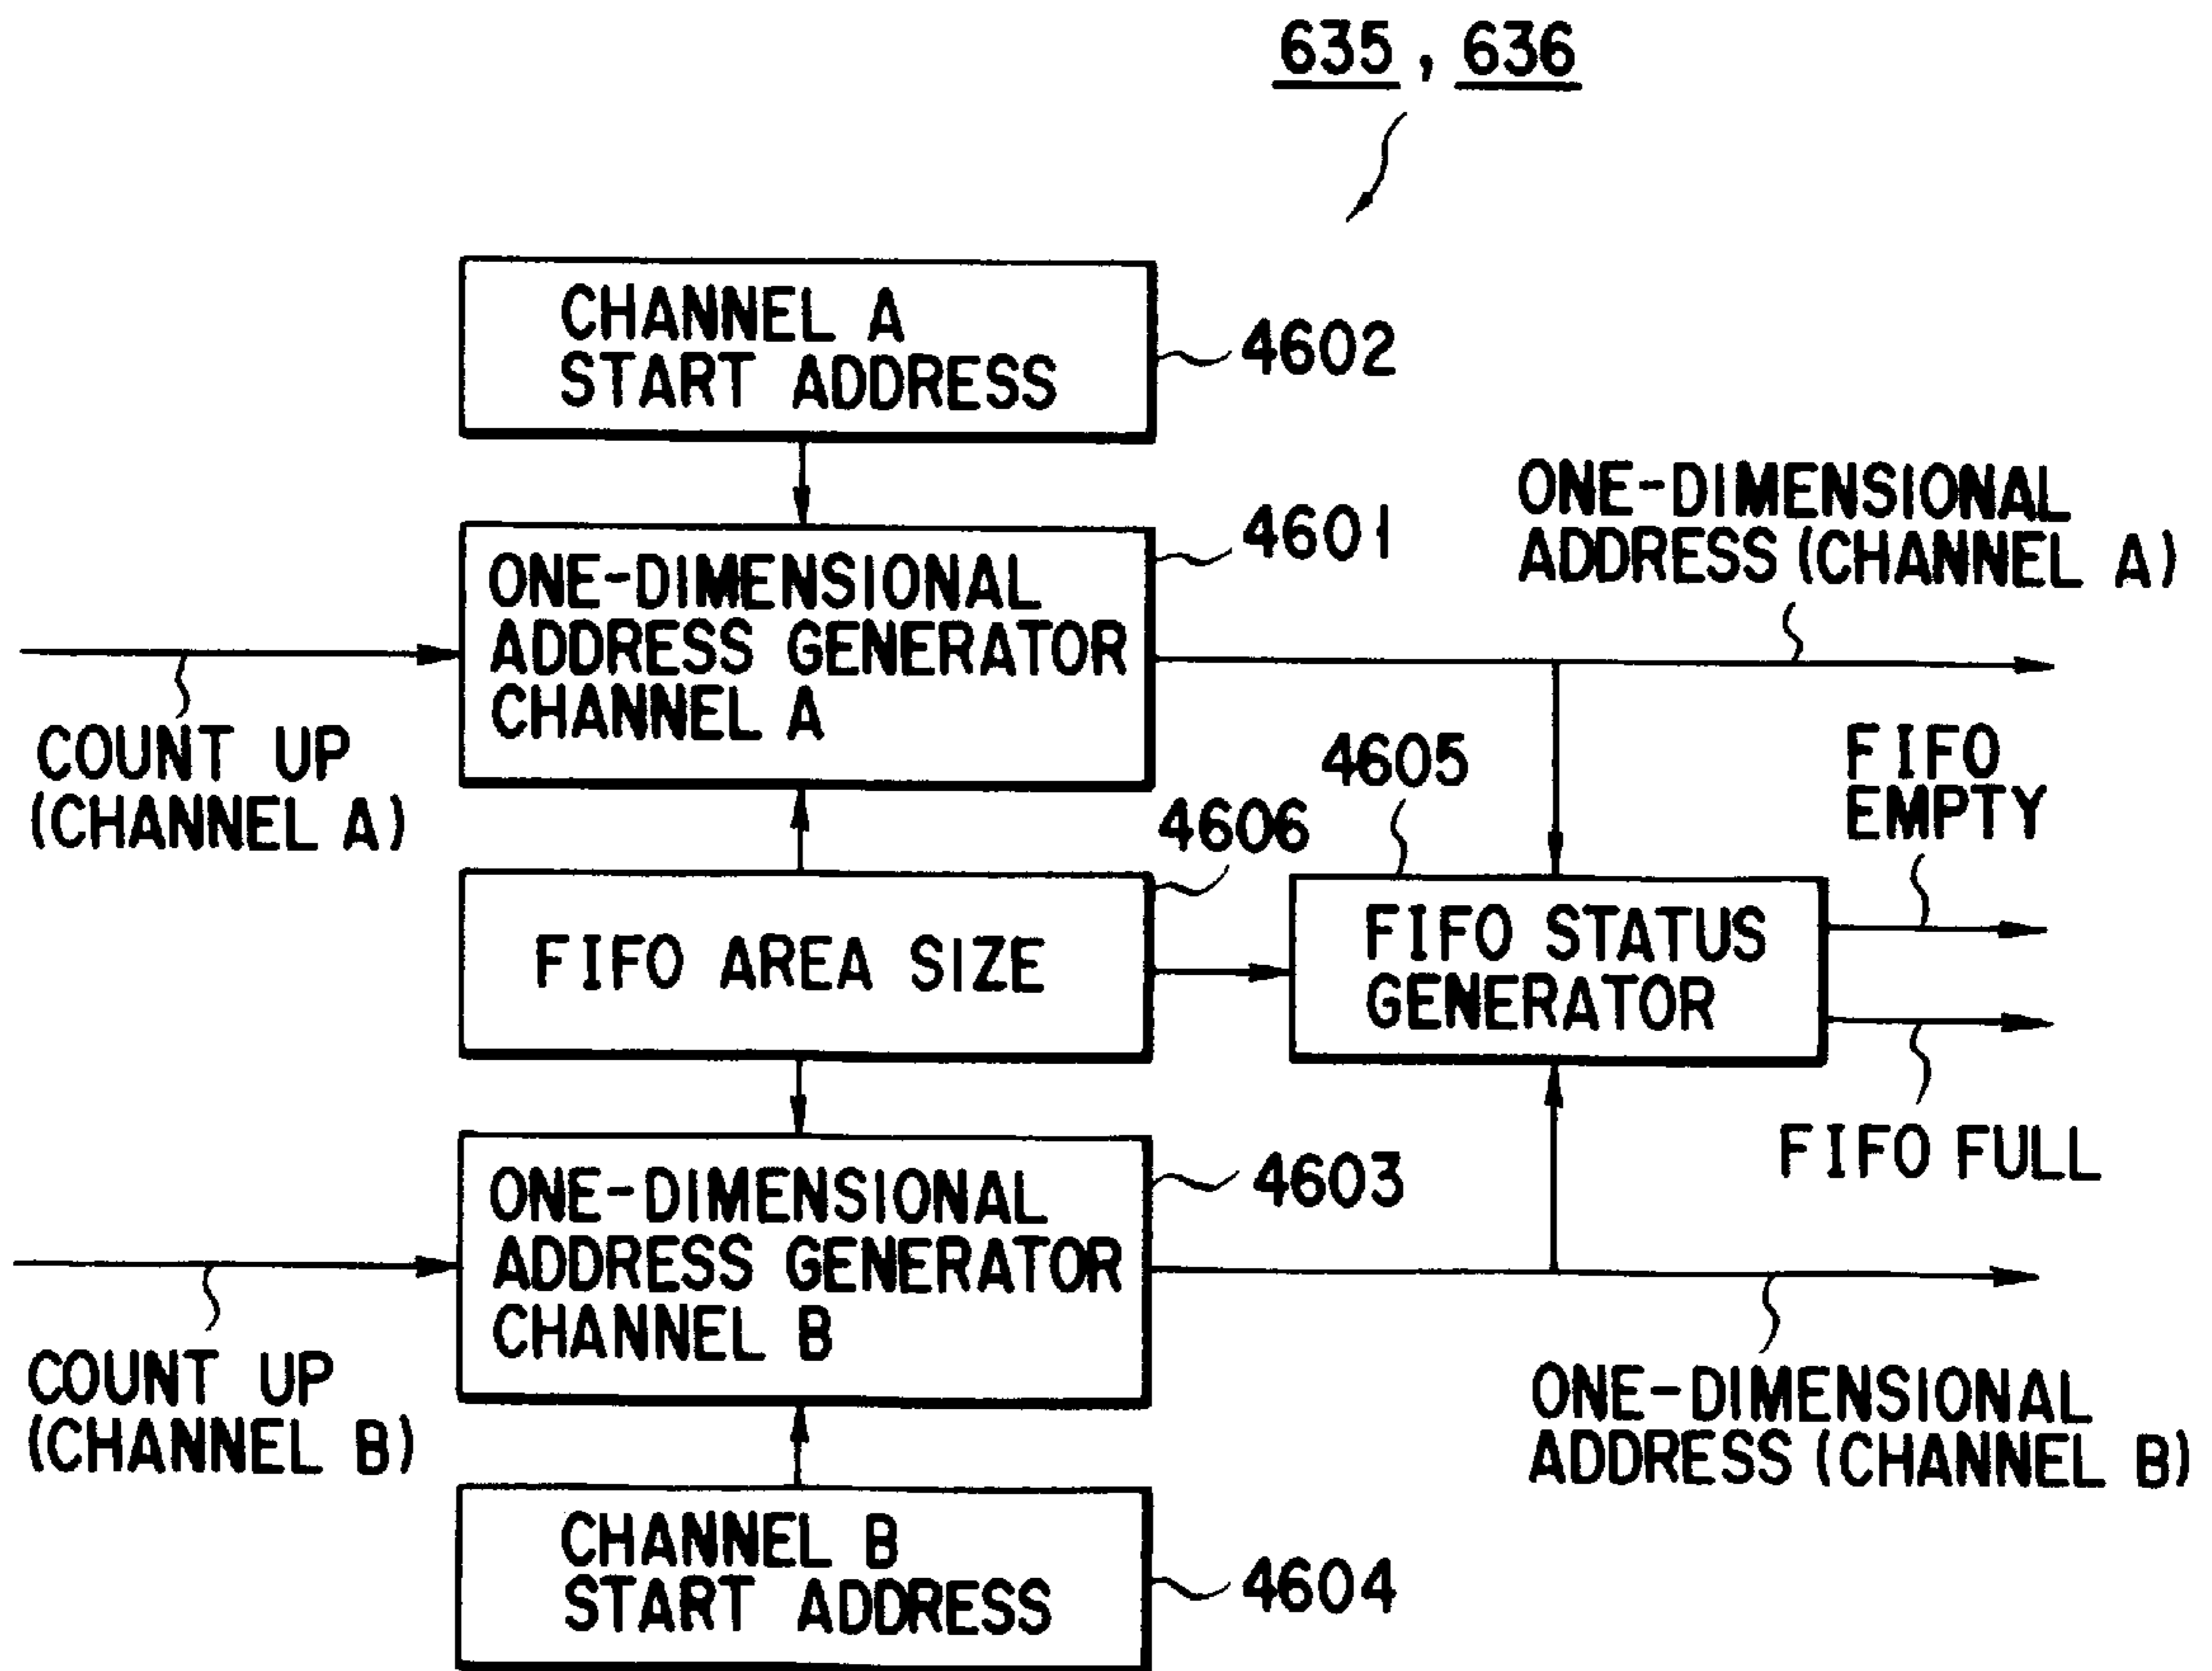 635, 636
CHANNEL A
START ADDRESS
4602
ONE-DIMENSIONAL
ADDRESS (CHANNEL A)
4601
ONE-DIMENSIONAL
ADDRESS GENERATOR
CHANNEL A
COUNT UP
(CHANNEL A)
4605
FIFO
EMPTY
4606
FIFO AREA SIZE
FIFO STATUS
GENERATOR
FIFO FULL
4603
ONE-DIMENSIONAL
ADDRESS GENERATOR
CHANNEL B
COUNT UP
(CHANNEL B)
ONE-DIMENSIONAL
ADDRESS (CHANNEL B)
CHANNEL B
START ADDRESS
4604